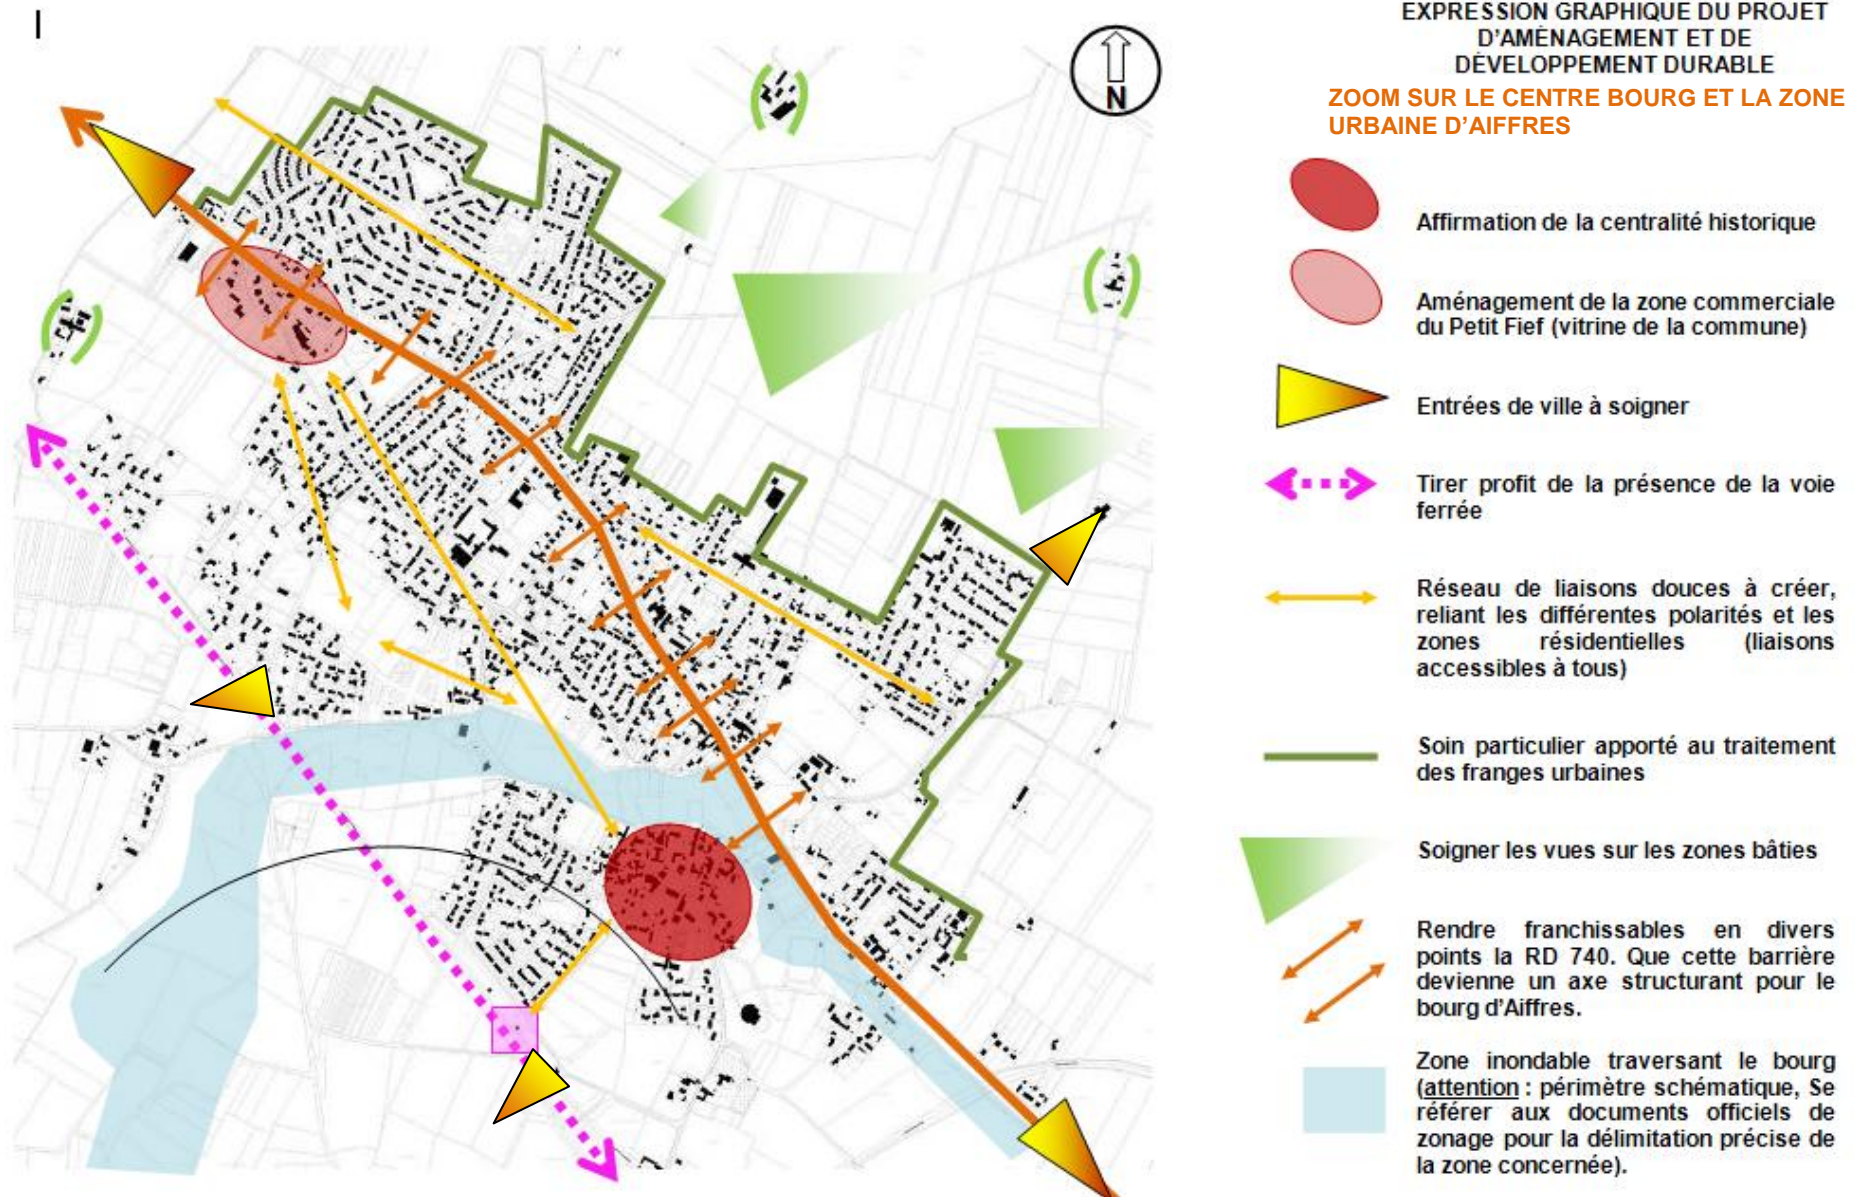 I
N
EXPRESSION GRAPHIQUE DU PROJET
D'AMÉNAGEMENT ET DE
DÉVELOPPEMENT DURABLE
ZOOM SUR LE CENTRE BOURG ET LA ZONE
URBAINE D'AIFFRES
Affirmation de la centralité historique
Aménagement de la zone commerciale
du Petit Fief (vitrine de la commune)
Entrées de ville à soigner
Tirer profit de la présence de la voie
ferrée
Réseau de liaisons douces à créer,
reliant les différentes polarités et les
zones résidentielles (liaisons
accessibles à tous)
Soin particulier apporté au traitement
des franges urbaines
Soigner les vues sur les zones bâties
Rendre franchissables en divers
points la RD 740. Que cette barrière
devienne un axe structurant pour le
bourg d'Aiffres.
Zone inondable traversant le bourg
(attention : périmètre schématique, Se
référer aux documents officiels de
zonage pour la délimitation précise de
la zone concernée).